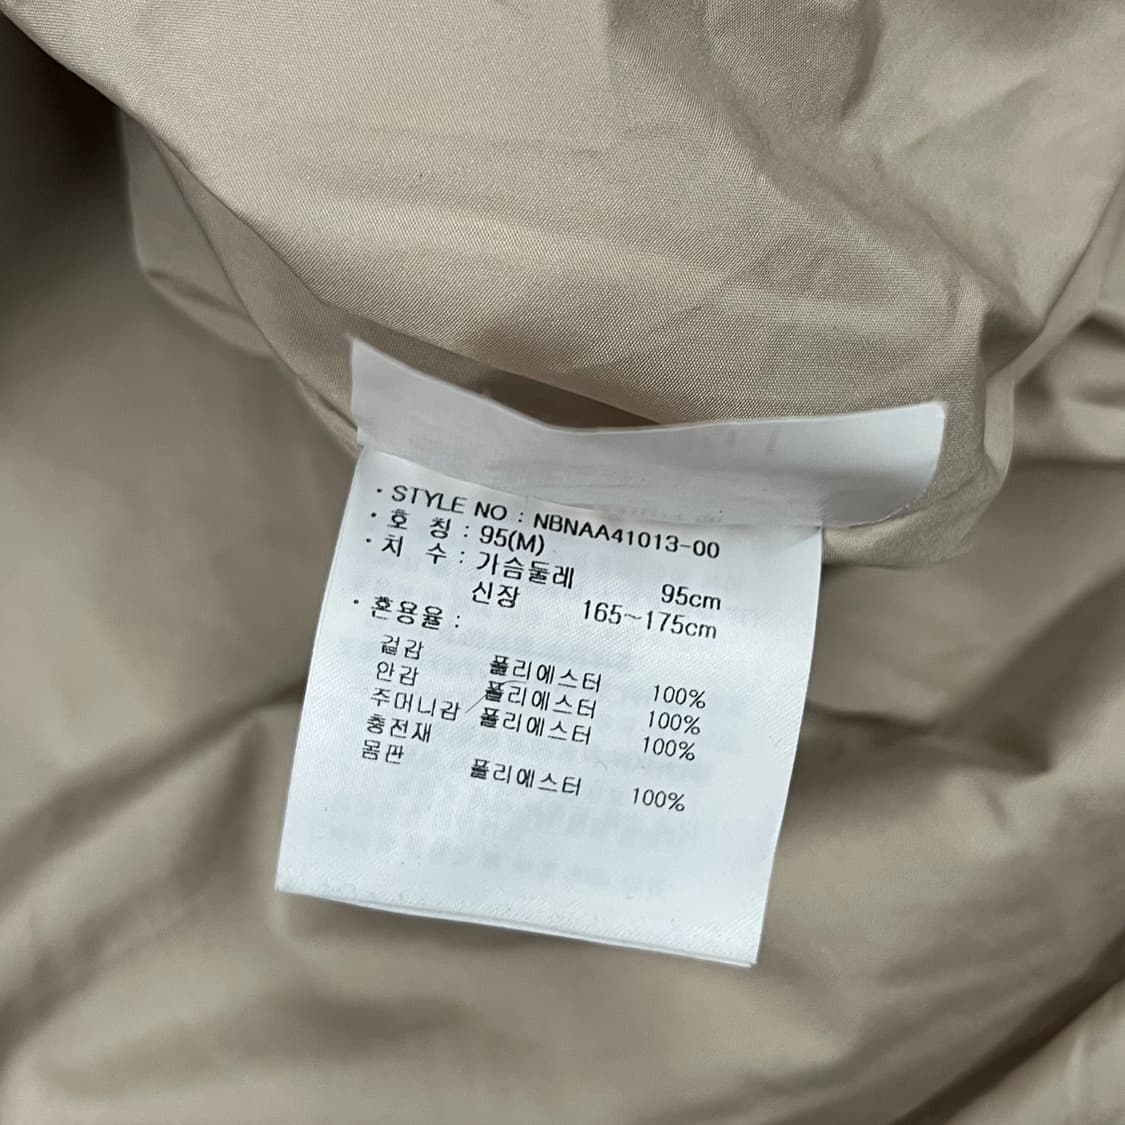 · STYLE NO : NBNAA41013-00
· 호 칭 : 95(M)
· 치 수 : 가슴둘레 95cm
신장 165~175cm
· 혼용율 :
겉감 폴리에스터 100%
안감 폴리에스터 100%
주머니감 폴리에스터 100%
충전재
몸판 폴리에스터 100%